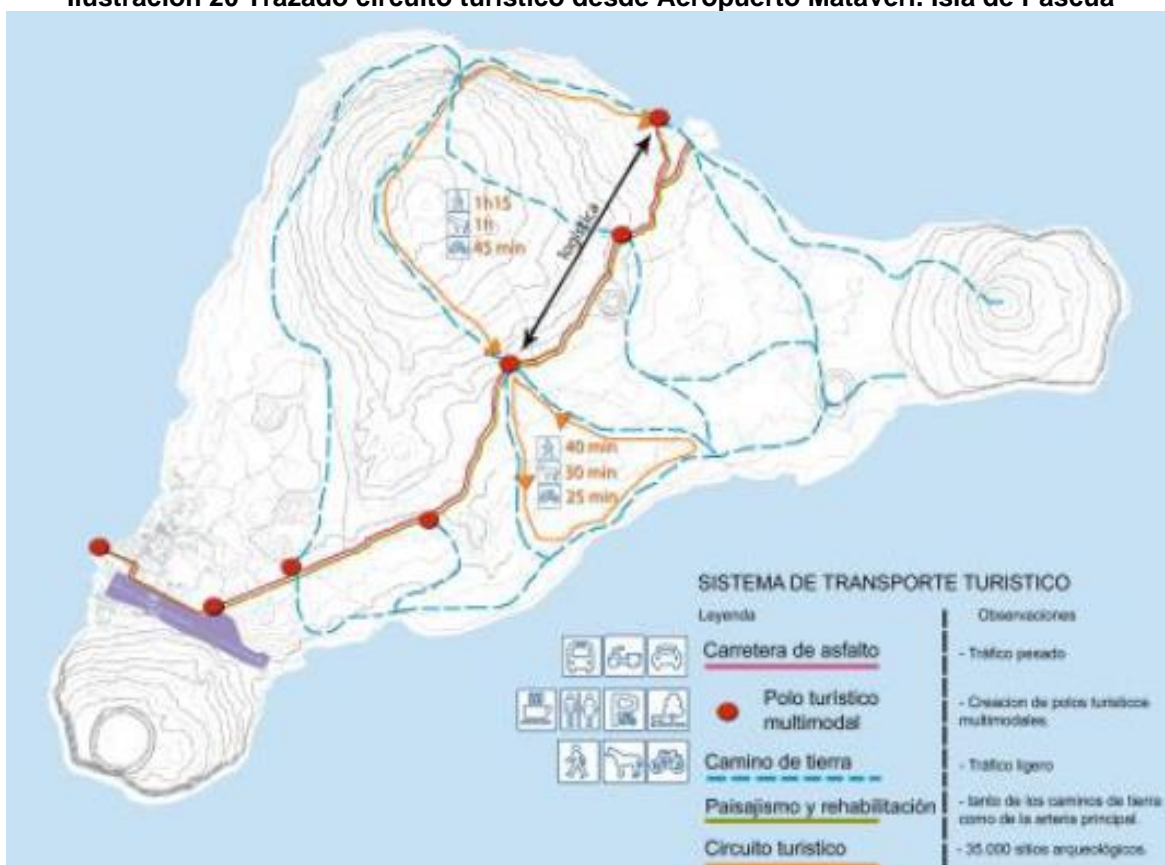 Ilustración 20 Trazado circuito turístico desde Aeropuerto Mataveri. Isla de Pascua
1h15
1h
45 min
logística
40 min
30 min
25 min
SISTEMA DE TRANSPORTE TURISTICO
Leyenda
Observaciones
Carretera de asfalto
- Tráfico pesado
Polo turístico
multimodal
- Creacion de polos turisticos
multimodales.
Camino de tierra
- Tráfico ligero
Paisajismo y rehabilitación
- tanto de los caminos de tierra
como de la arteria principal.
Circuito turistico
- 35.000 sitios arqueológicos.